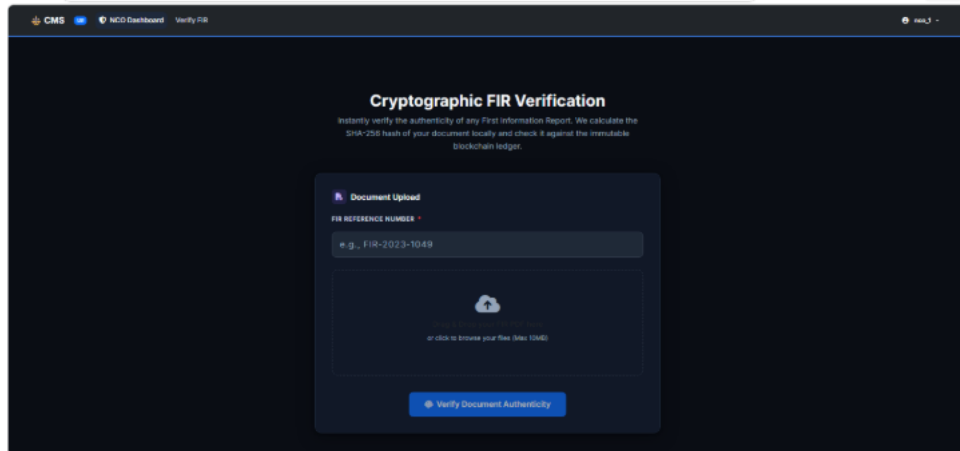 CMS
NCO Dashboard
Verify FIR
nco_1
Cryptographic FIR Verification
Instantly verify the authenticity of any First Information Report. We calculate the
SHA-256 hash of your document locally and check it against the immutable
blockchain ledger.
Document Upload
FIR REFERENCE NUMBER *
e.g., FIR-2023-1049
or click to browse your files (Max 10MB)
Verify Document Authenticity